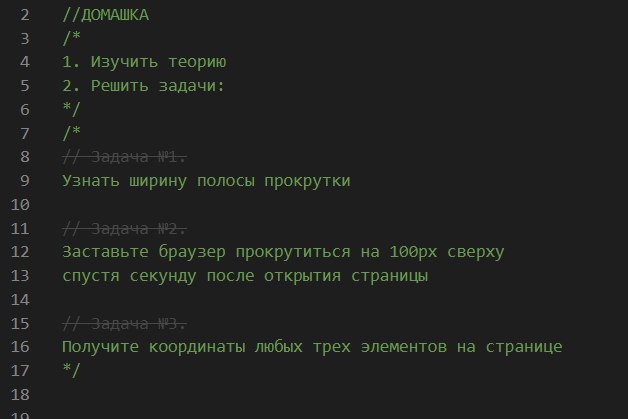 2 //ДОМАШКА
3 /*
4 1. Изучить теорию
5 2. Решить задачи:
6 */
7 /*
8 // Задача №1.
9 Узнать ширину полосы прокрутки
10
11 // Задача №2.
12 Заставьте браузер прокрутиться на 100px сверху
13 спустя секунду после открытия страницы
14
15 // Задача №3.
16 Получите координаты любых трех элементов на странице
17 */
18
19